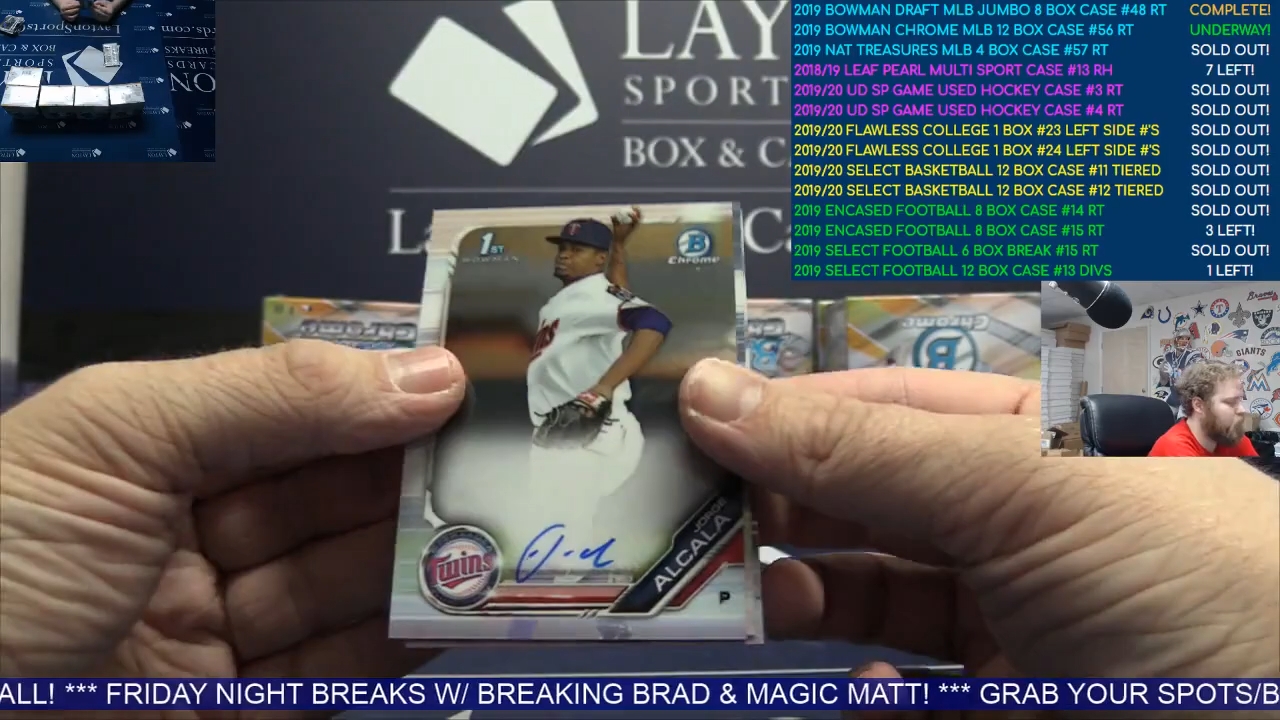 2019 BOWMAN DRAFT MLB JUMBO 8 BOX CASE #48 RT COMPLETE!
2019 BOWMAN CHROME MLB 12 BOX CASE #56 RT UNDERWAY!
2019 NAT TREASURES MLB 4 BOX CASE #57 RT SOLD OUT!
2018/19 LEAF PEARL MULTI SPORT CASE #13 RH 7 LEFT!
2019/20 UD SP GAME USED HOCKEY CASE #3 RT SOLD OUT!
2019/20 UD SP GAME USED HOCKEY CASE #4 RT SOLD OUT!
2019/20 FLAWLESS COLLEGE 1 BOX #23 LEFT SIDE #'S SOLD OUT!
2019/20 FLAWLESS COLLEGE 1 BOX #24 LEFT SIDE #'S SOLD OUT!
2019/20 SELECT BASKETBALL 12 BOX CASE #11 TIERED SOLD OUT!
2019/20 SELECT BASKETBALL 12 BOX CASE #12 TIERED SOLD OUT!
2019 ENCASED FOOTBALL 8 BOX CASE #14 RT SOLD OUT!
2019 ENCASED FOOTBALL 8 BOX CASE #15 RT 3 LEFT!
2019 SELECT FOOTBALL 6 BOX BREAK #15 RT SOLD OUT!
2019 SELECT FOOTBALL 12 BOX CASE #13 DIVS 1 LEFT!
LAY
SPORT
BOX & CA
1ST
BOWMAN
B
Chrome
Twins
JORGE
ALCALA
P
Chrome
GIANTS
ALL! *** FRIDAY NIGHT BREAKS W/ BREAKING BRAD & MAGIC MATT! *** GRAB YOUR SPOTS/B